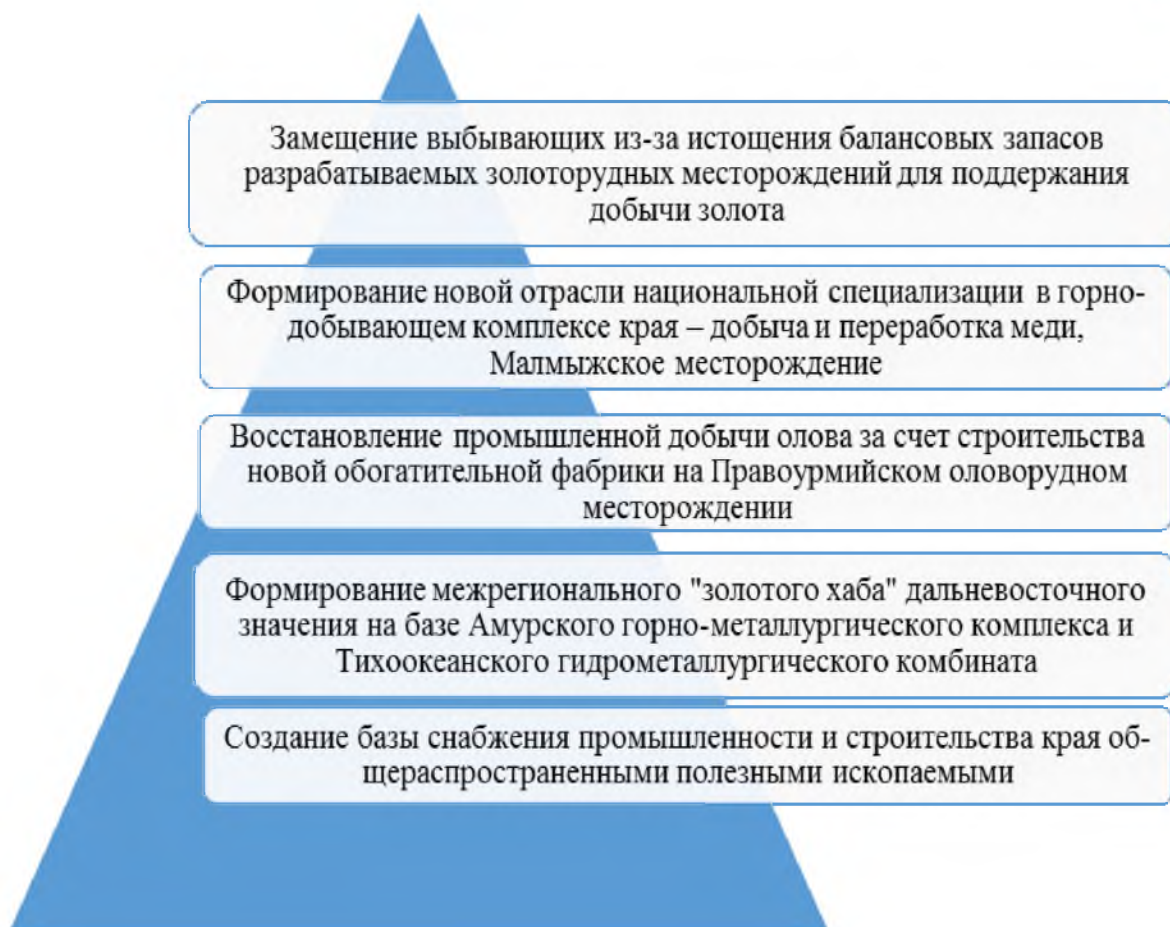 Замещение выбывающих из-за истощения балансовых запасов
разрабатываемых золоторудных месторождений для поддержания
добычи золота
Формирование новой отрасли национальной специализации в горно-
добывающем комплексе края – добыча и переработка меди,
Малмыжское месторождение
Восстановление промышленной добычи олова за счет строительства
новой обогатительной фабрики на Правоурмийском оловорудном
месторождении
Формирование межрегионального "золотого хаба" дальневосточного
значения на базе Амурского горно-металлургического комплекса и
Тихоокеанского гидрометаллургического комбината
Создание базы снабжения промышленности и строительства края об-
щераспространенными полезными ископаемыми